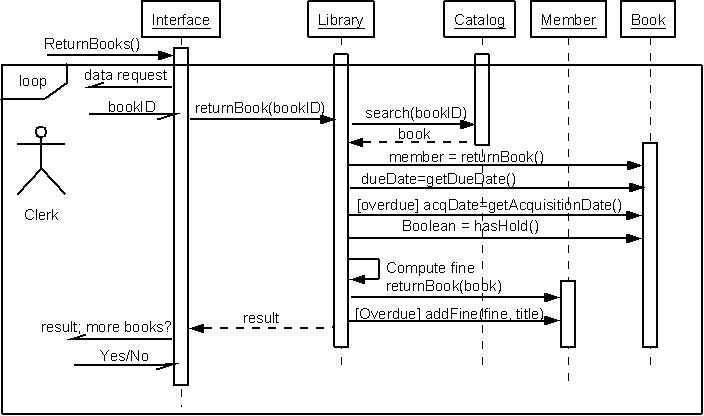 Interface
Library
Catalog
Member
Book
ReturnBooks()
loop
data request
bookID
returnBook(bookID)
search(bookID)
book
member = returnBook()
dueDate=getDueDate()
Clerk
[overdue] acqDate=getAcquisitionDate()
Boolean = hasHold()
Compute fine
returnBook(book)
[Overdue] addFine(fine, title)
result
result; more books?
Yes/No